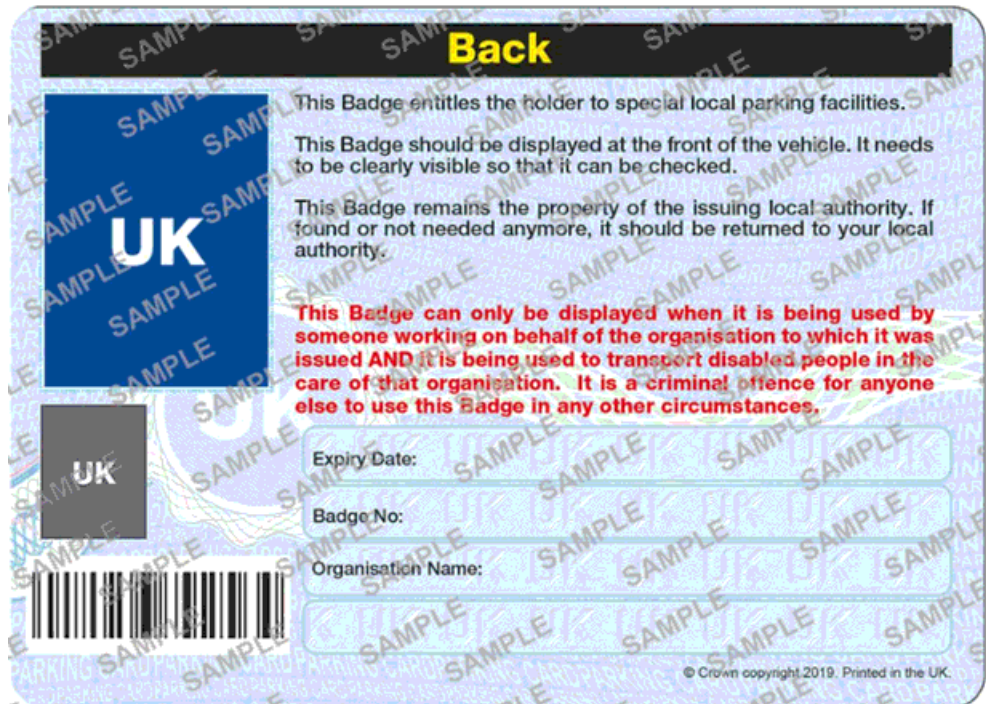 Back
This Badge entitles the holder to special local parking facilities.
This Badge should be displayed at the front of the vehicle. It needs
to be clearly visible so that it can be checked.
This Badge remains the property of the issuing local authority. If
found or not needed anymore, it should be returned to your local
authority.
UK
This Badge can only be displayed when it is being used by
someone working on behalf of the organisation to which it was
issued AND it is being used to transport disabled people in the
care of that organisation. It is a criminal offence for anyone
else to use this Badge in any other circumstances.
UK
Expiry Date:
Badge No:
Organisation Name:
© Crown copyright 2019. Printed in the UK.
SAMPLE